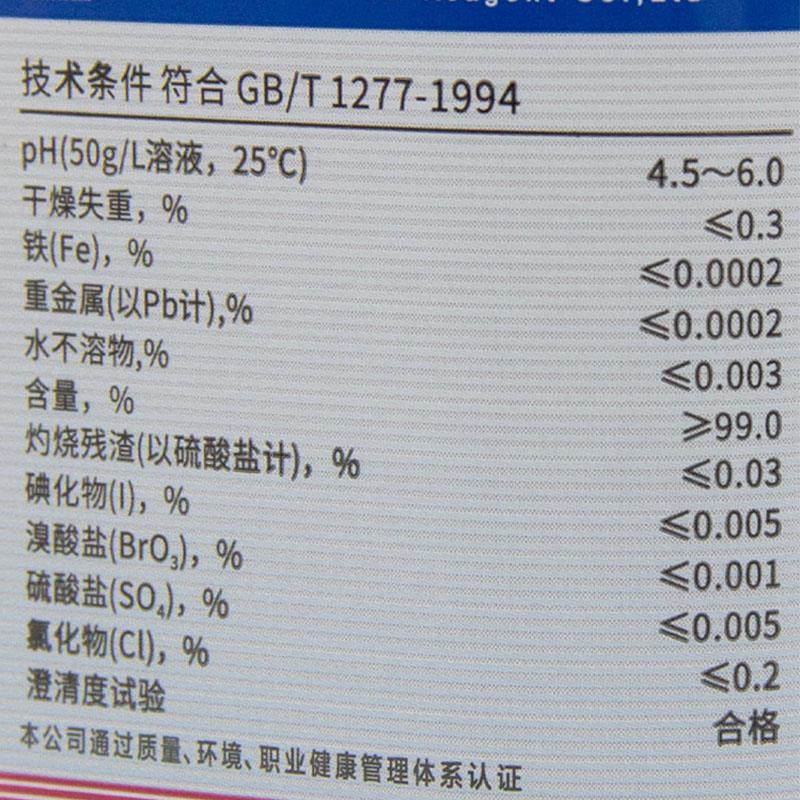 技术条件 符合 GB/T 1277-1994
pH(50g/L溶液，25℃) 4.5～6.0
干燥失重，% ≤0.3
铁(Fe)，% ≤0.0002
重金属(以Pb计),% ≤0.0002
水不溶物,% ≤0.003
含量，% ≥99.0
灼烧残渣(以硫酸盐计)，% ≤0.03
碘化物(I)，% ≤0.005
溴酸盐(BrO₃)，% ≤0.001
硫酸盐(SO₄)，% ≤0.005
氯化物(Cl)，% ≤0.2
澄清度试验 合格
本公司通过质量、环境、职业健康管理体系认证